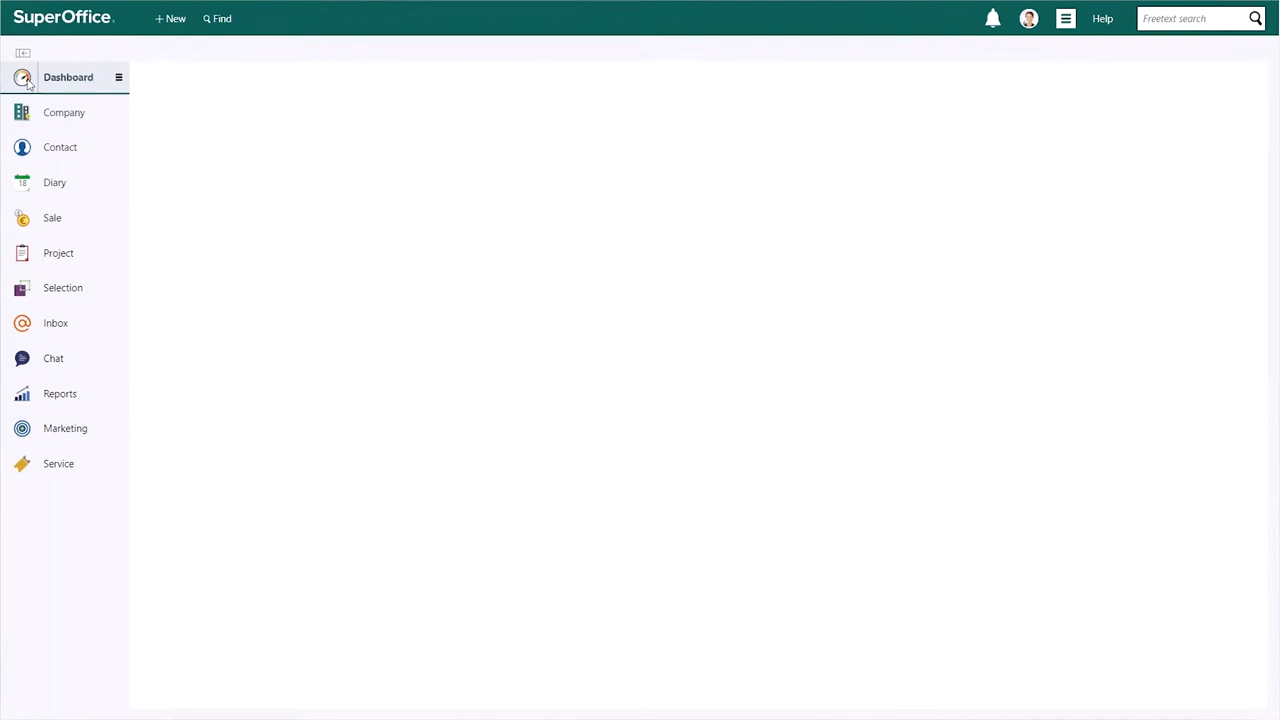 SuperOffice.
+ New
Find
Help
Freetext search
Dashboard
Company
Contact
18
Diary
Sale
Project
Selection
Inbox
Chat
Reports
Marketing
Service